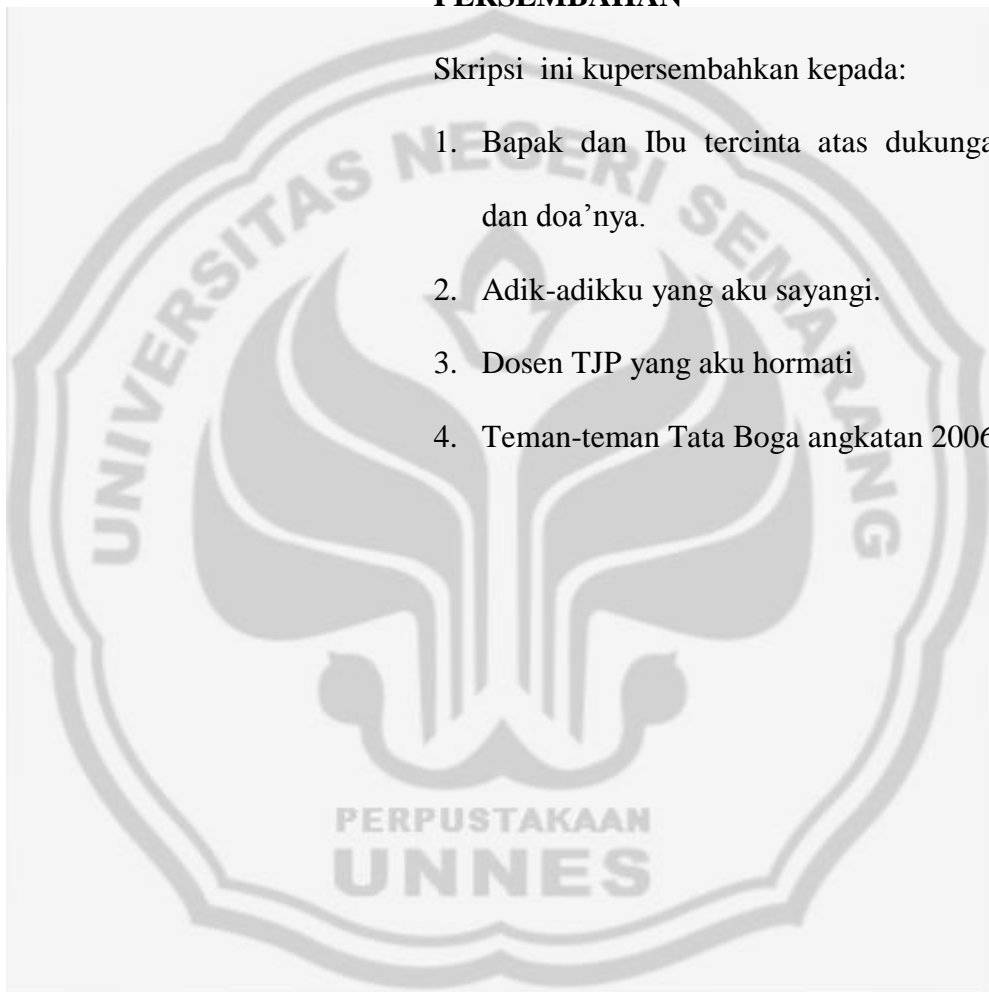 PERSEMBAHAN
Skripsi ini kupersembahkan kepada:
1. Bapak dan Ibu tercinta atas dukunga
dan doa’nya.
2. Adik-adikku yang aku sayangi.
3. Dosen TJP yang aku hormati
4. Teman-teman Tata Boga angkatan 2006
UNIVERSITAS NEGERI SEMARANG
PERPUSTAKAAN
UNNES